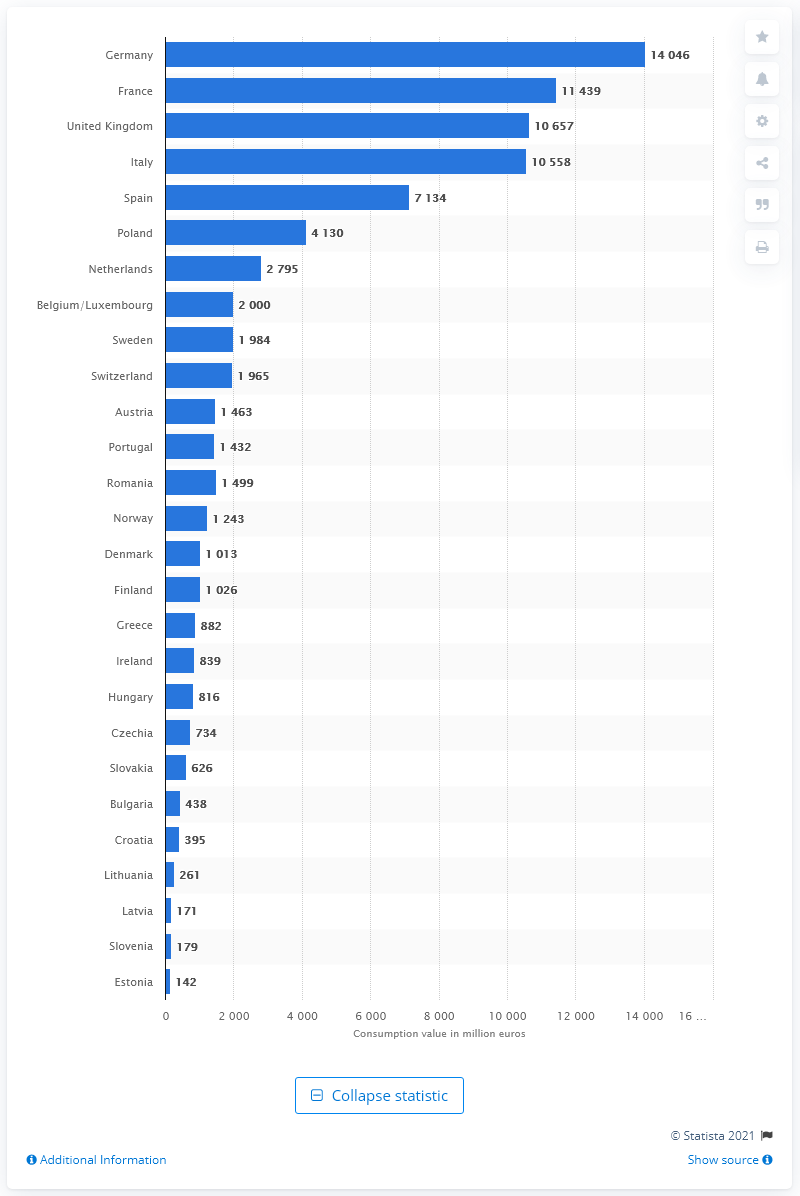 Germany 14 046
France 11 439
United Kingdom 10 657
Italy 10 558
Spain 7 134
Poland 4 130
Netherlands 2 795
Belgium/Luxembourg 2 000
Sweden 1 984
Switzerland 1 965
Austria 1 463
Portugal 1 432
Romania 1 499
Norway 1 243
Denmark 1 013
Finland 1 026
Greece 882
Ireland 839
Hungary 816
Czechia 734
Slovakia 626
Bulgaria 438
Croatia 395
Lithuania 261
Latvia 171
Slovenia 179
Estonia 142
0 2 000 4 000 6 000 8 000 10 000 12 000 14 000 16 ...
Consumption value in million euros
Collapse statistic
© Statista 2021
Additional Information Show source